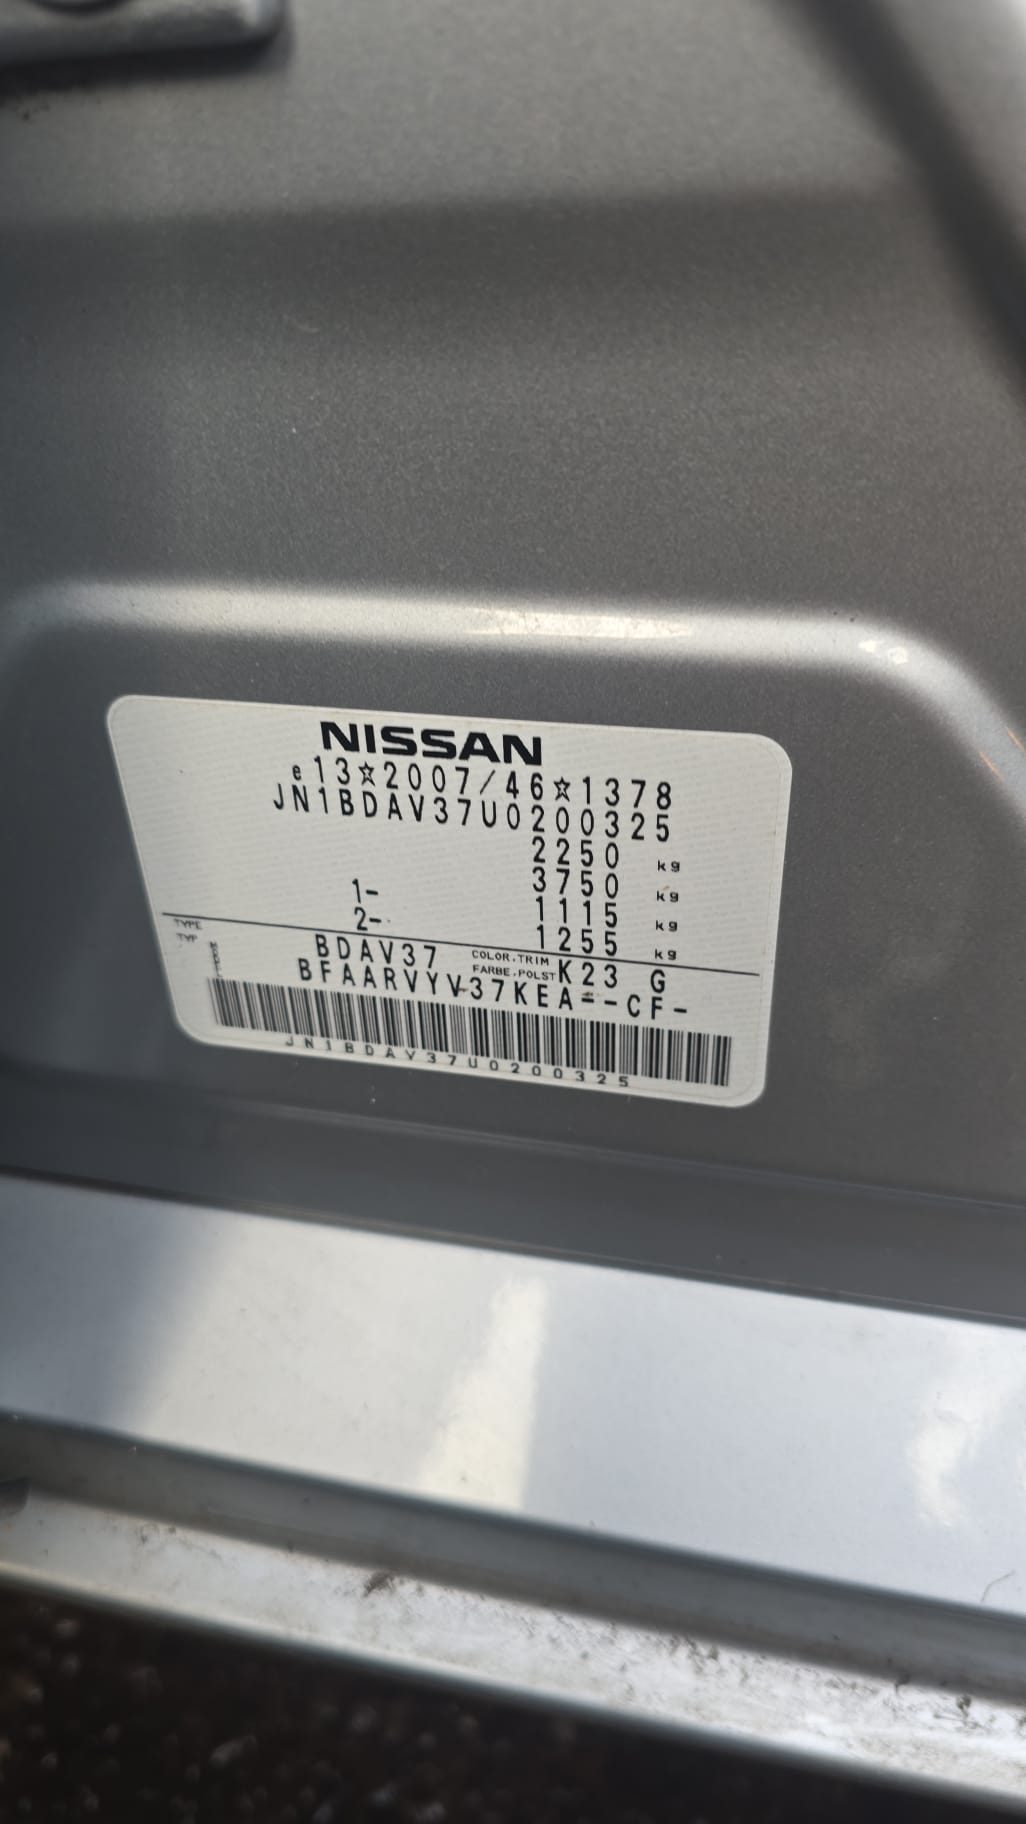 NISSAN
e13☆2007/46☆1378
JN1BDAV37U0200325
2250 kg
3750 kg
1- 1115 kg
2- 1255 kg
TYPE
TYP
BDAV37 COLOR.TRIM FARBE.POLST K23 G
BFAARVYV37KEA--CF-
JN1BDAV37U0200325